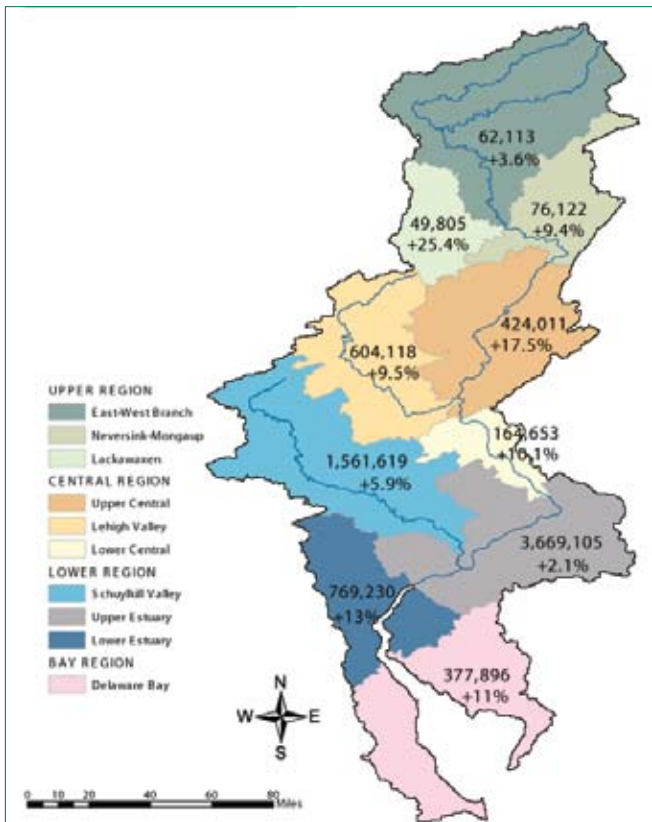 62,113
+3.6%
76,122
+9.4%
49,805
+25.4%
424,011
+17.5%
604,118
+9.5%
164,653
+10.1%
1,561,619
+5.9%
3,669,105
+2.1%
769,230
+13%
377,896
+11%
UPPER REGION
East-West Branch
Neversink-Mongaup
Lackawaxen
CENTRAL REGION
Upper Central
Lehigh Valley
Lower Central
LOWER REGION
Schuylkill Valley
Upper Estuary
Lower Estuary
BAY REGION
Delaware Bay
N
W E
S
0 10 20 40 60 80
Miles